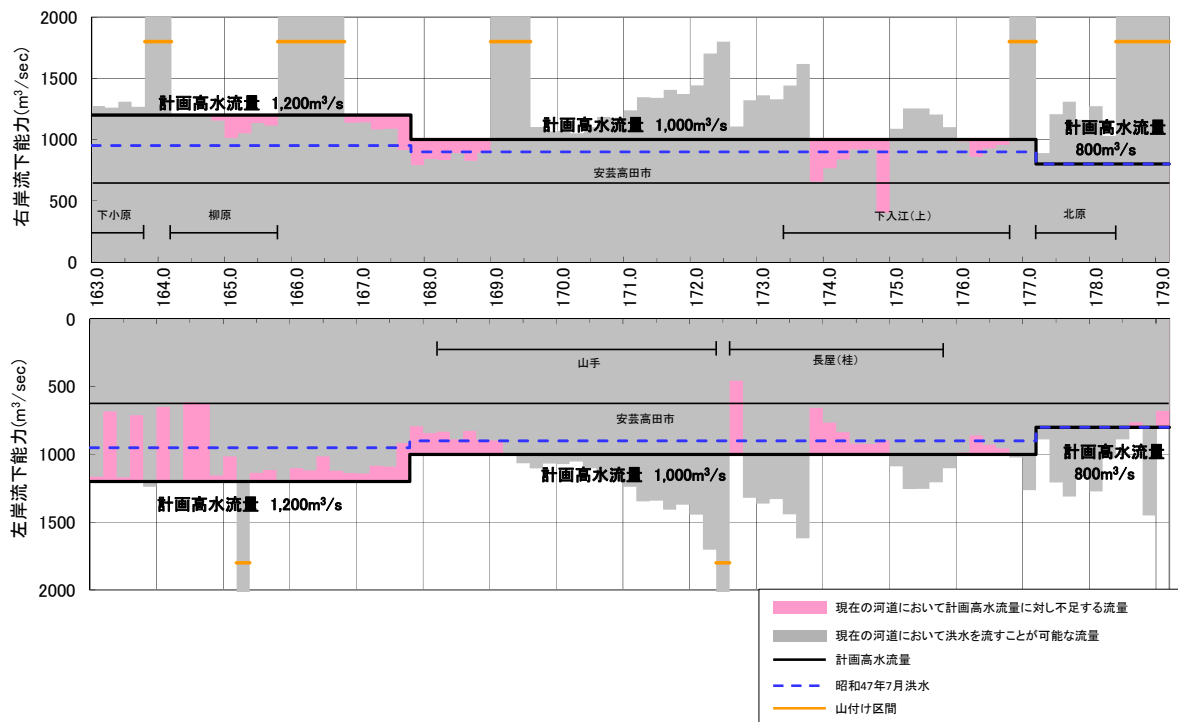 右岸流下能力(m³/sec)
2000
1500
1000
500
0
計画高水流量 1,200m³/s
計画高水流量 1,000m³/s
計画高水流量
800m³/s
安芸高田市
下小原
柳原
下入江(上)
北原
163.0
164.0
165.0
166.0
167.0
168.0
169.0
170.0
171.0
172.0
173.0
174.0
175.0
176.0
177.0
178.0
179.0
左岸流下能力(m³/sec)
0
500
1000
1500
2000
山手
長屋(桂)
安芸高田市
計画高水流量 1,200m³/s
計画高水流量 1,000m³/s
計画高水流量
800m³/s
現在の河道において計画高水流量に対し不足する流量
現在の河道において洪水を流すことが可能な流量
計画高水流量
昭和47年7月洪水
山付け区間